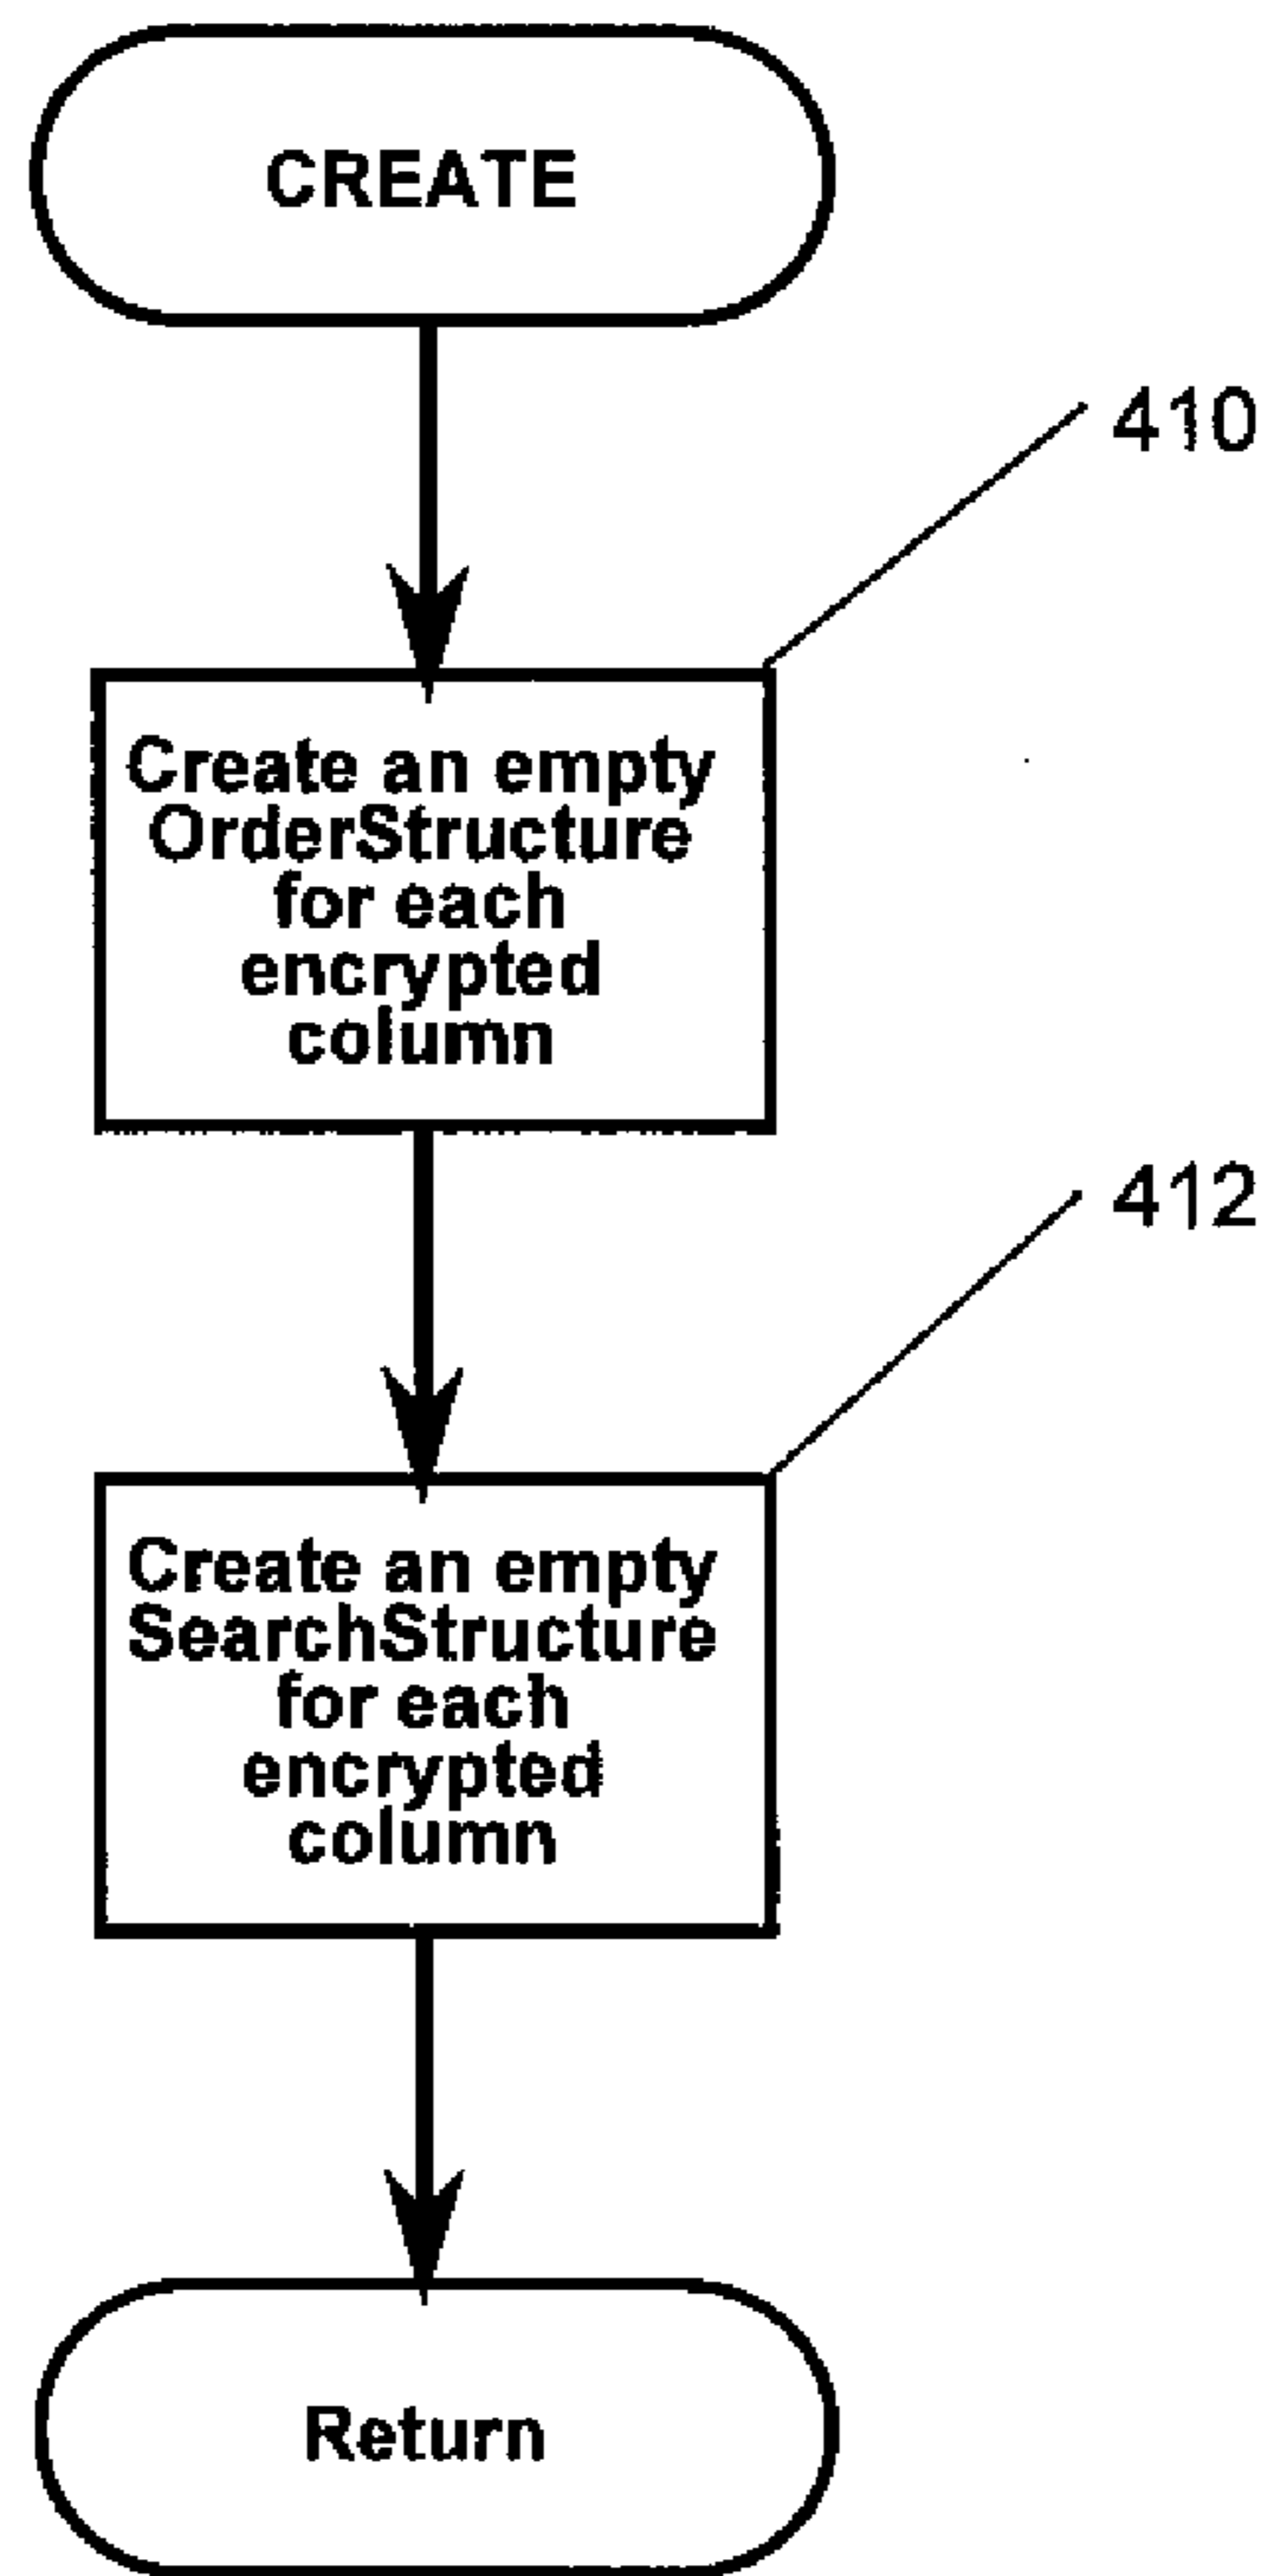 CREATE
410
Create an empty
OrderStructure
for each
encrypted
column
412
Create an empty
SearchStructure
for each
encrypted
column
Return